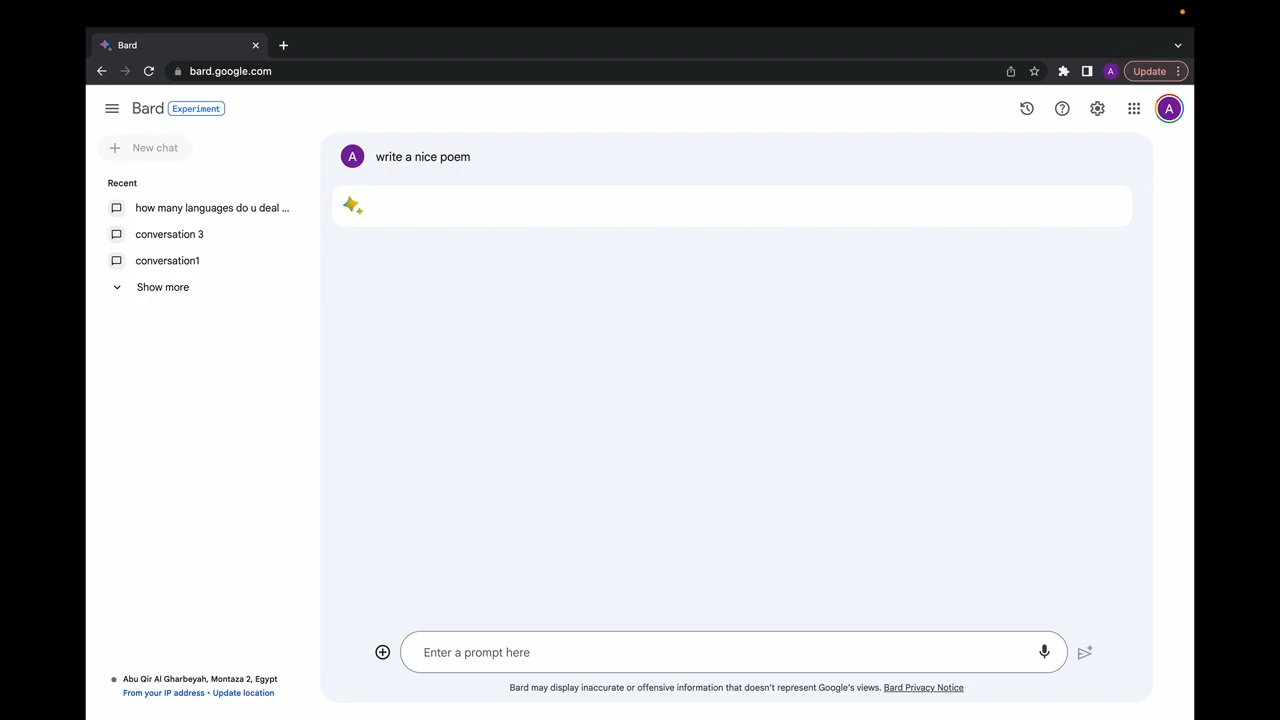 Bard
bard.google.com
A
Update
Bard Experiment
A
New chat
Recent
how many languages do u deal ...
conversation 3
conversation1
Show more
A write a nice poem
Enter a prompt here
Bard may display inaccurate or offensive information that doesn't represent Google's views. Bard Privacy Notice
Abu Qir Al Gharbeyah, Montaza 2, Egypt
From your IP address • Update location